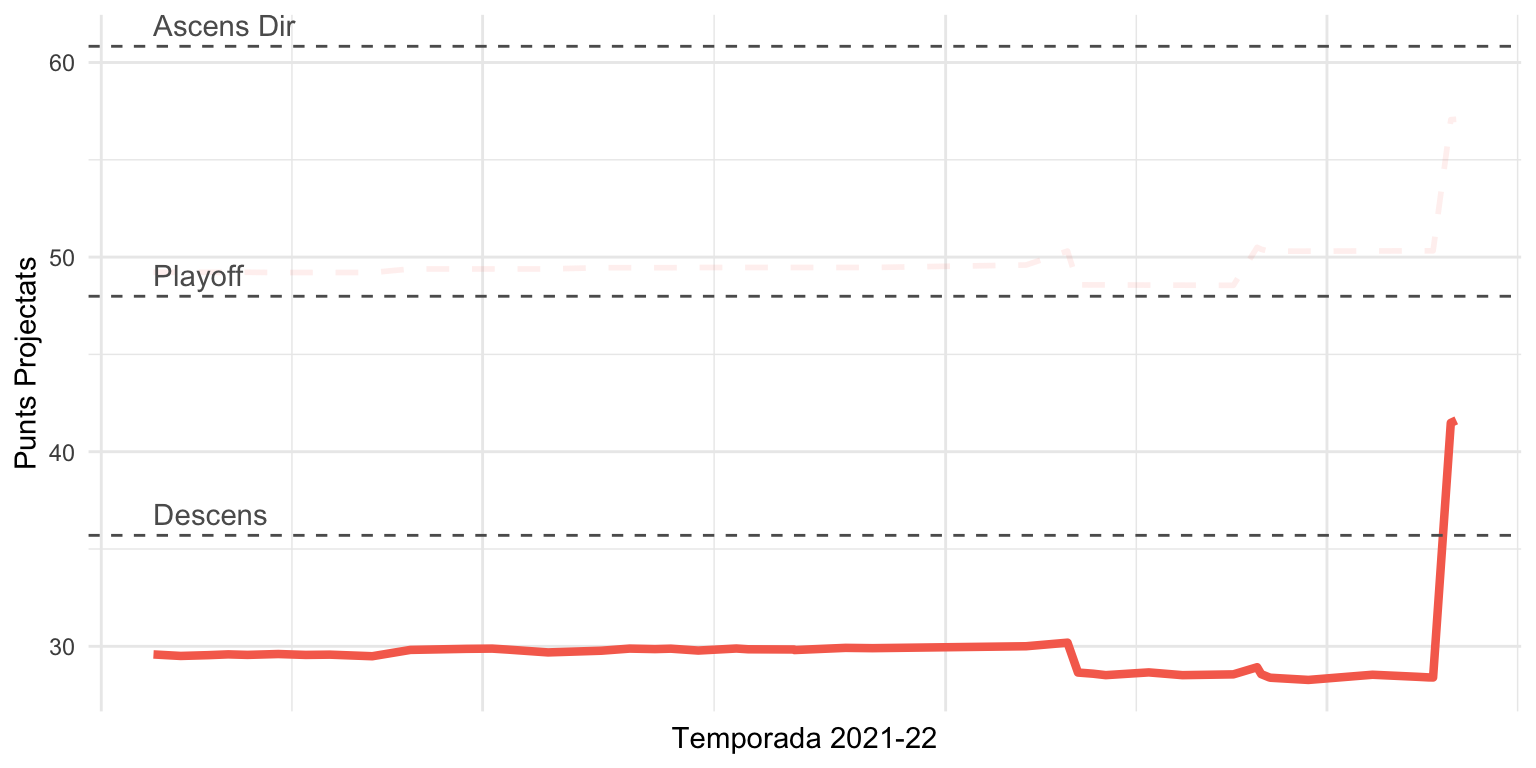 Ascens Dir
60
50
Playoff
40
Descens
30
Punts Projectats
Temporada 2021-22